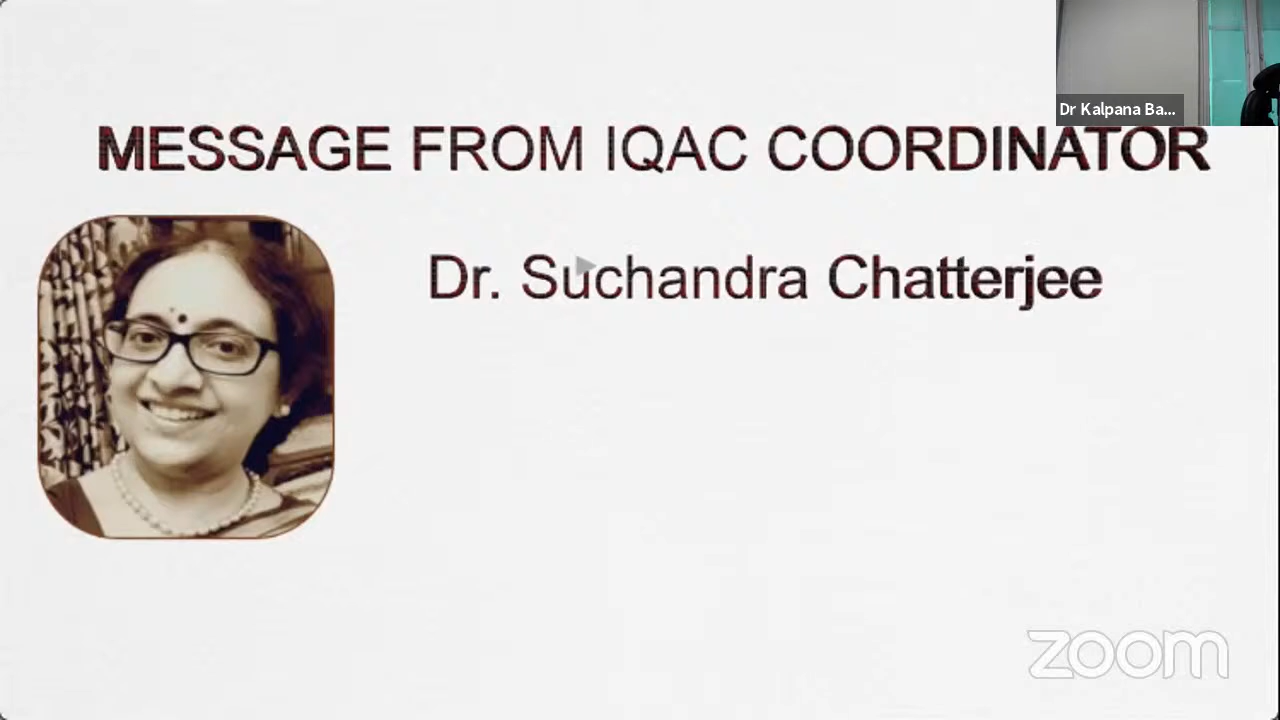 Dr Kalpana Ba...
MESSAGE FROM IQAC COORDINATOR
Dr. Suchandra Chatterjee
zoom